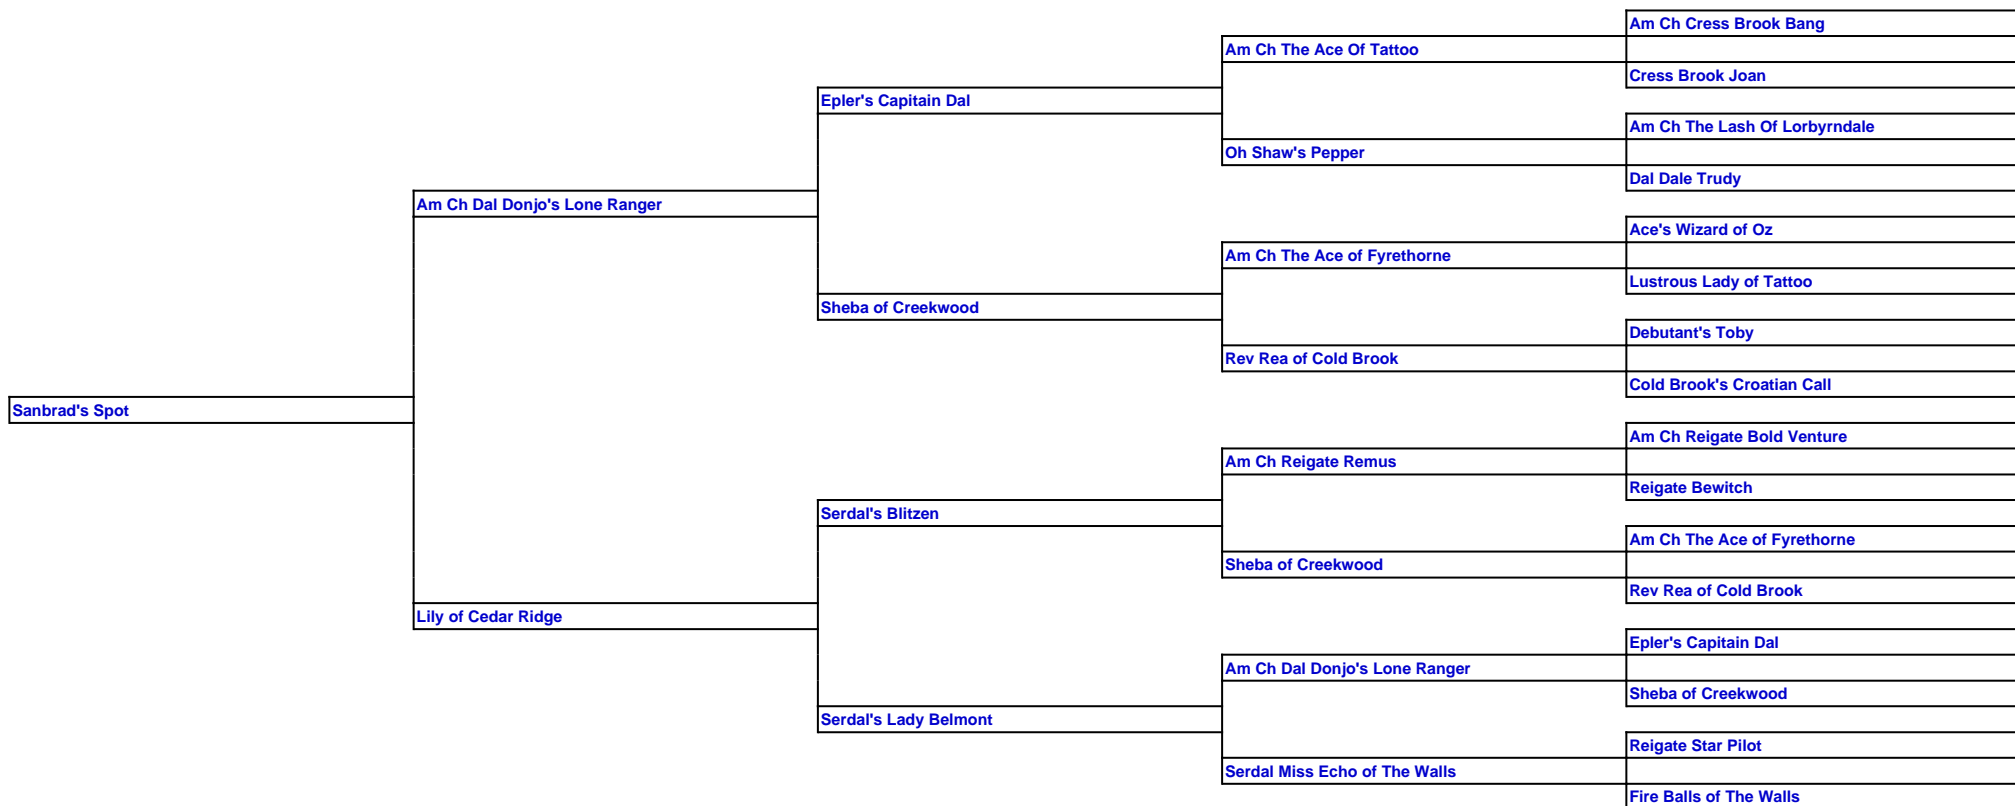 Am Ch Cress Brook Bang
Am Ch The Ace Of Tattoo
Cress Brook Joan
Epler's Capitain Dal
Am Ch The Lash Of Lorbyrndale
Oh Shaw's Pepper
Dal Dale Trudy
Am Ch Dal Donjo's Lone Ranger
Ace's Wizard of Oz
Am Ch The Ace of Fyrethorne
Lustrous Lady of Tattoo
Sheba of Creekwood
Debutant's Toby
Rev Rea of Cold Brook
Cold Brook's Croatian Call
Sanbrad's Spot
Am Ch Reigate Bold Venture
Am Ch Reigate Remus
Reigate Bewitch
Serdal's Blitzen
Am Ch The Ace of Fyrethorne
Sheba of Creekwood
Rev Rea of Cold Brook
Lily of Cedar Ridge
Epler's Capitain Dal
Am Ch Dal Donjo's Lone Ranger
Sheba of Creekwood
Serdal's Lady Belmont
Reigate Star Pilot
Serdal Miss Echo of The Walls
Fire Balls of The Walls